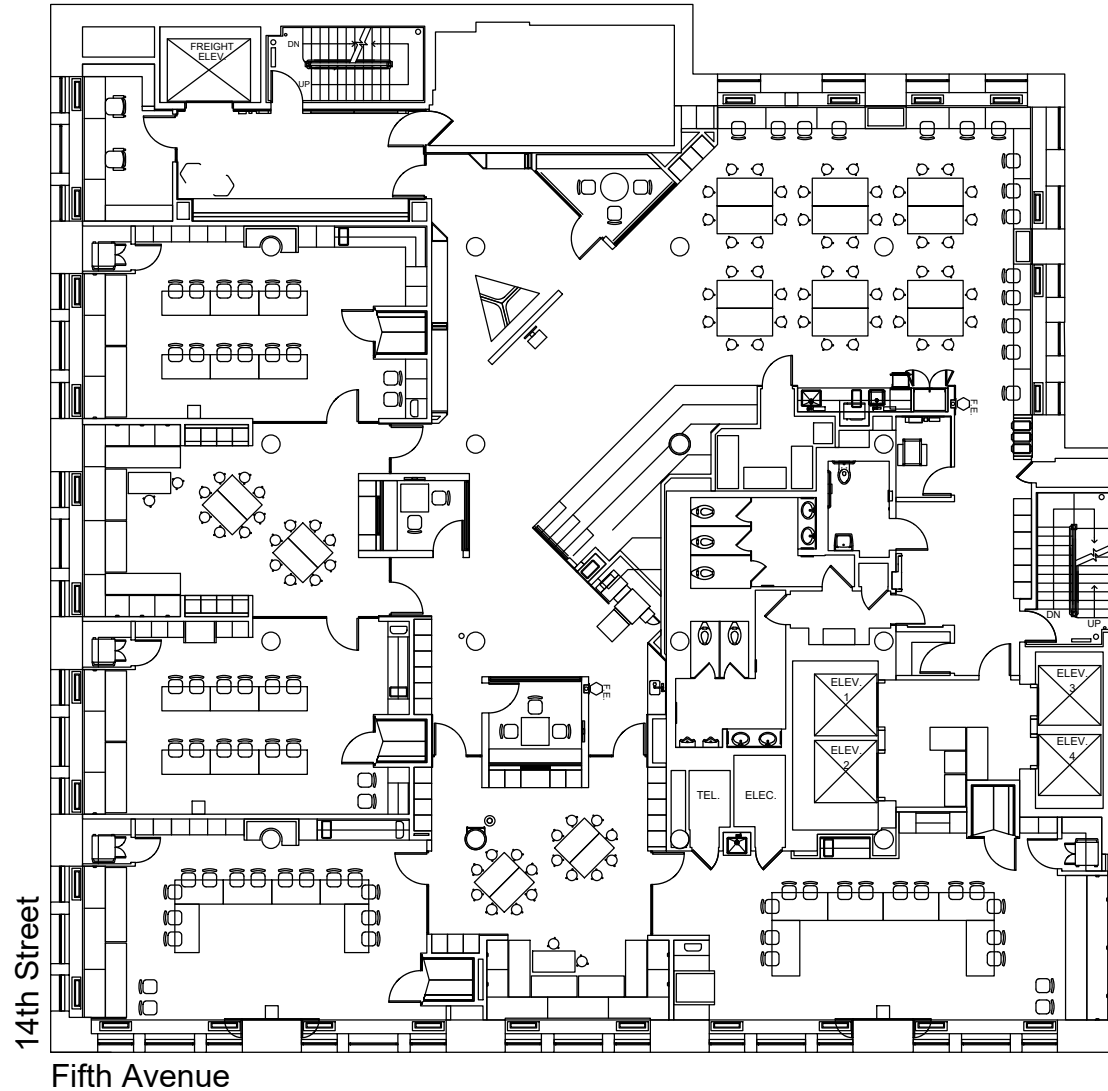 FREIGHT
ELEV.
DN
UP
F.E.
DN
UP
F.E.
ELEV.
1
ELEV.
3
ELEV.
2
ELEV.
4
TEL.
ELEC.
14th Street
Fifth Avenue